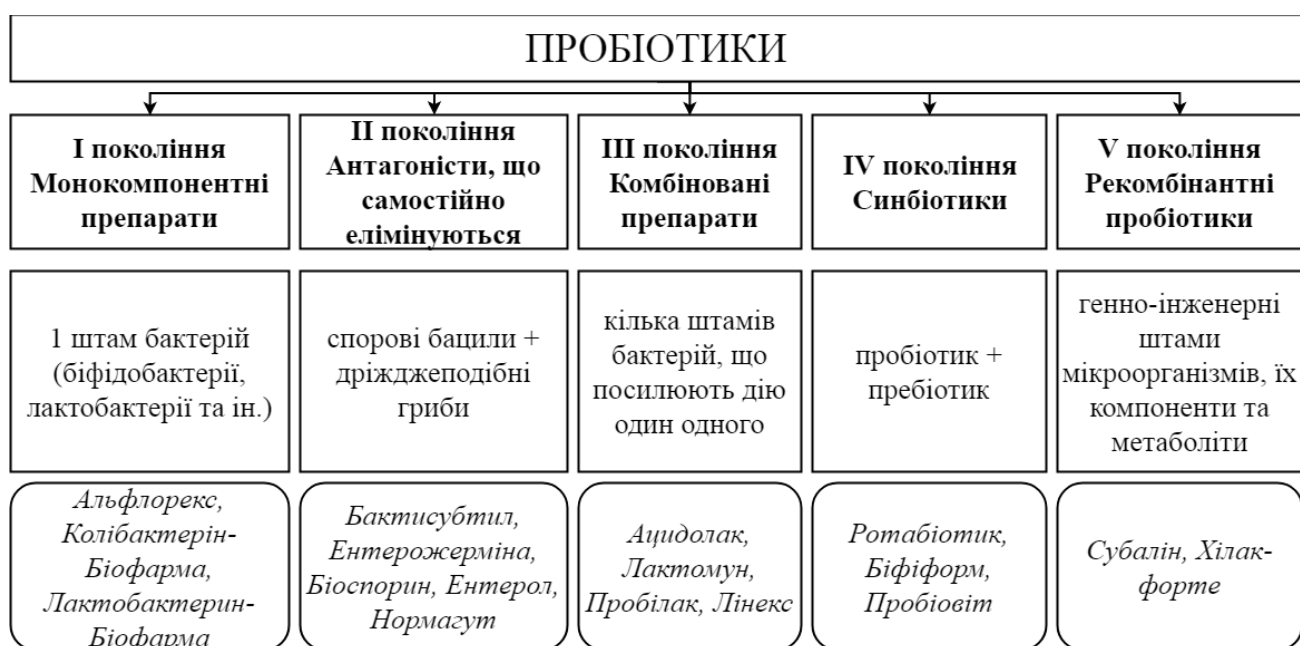 ПРОБІОТИКИ
І покоління
Монокомпонентні
препарати
ІІ покоління
Антагоністи, що
самостійно
елімінуються
ІІІ покоління
Комбіновані
препарати
IV покоління
Синбіотики
V покоління
Рекомбінантні
пробіотики
1 штам бактерій
(біфідобактерії,
лактобактерії та ін.)
спорові бацили +
дріжджеподібні
гриби
кілька штамів
бактерій, що
посилюють дію
один одного
пробіотик +
пребіотик
генно-інженерні
штами
мікроорганізмів, їх
компоненти та
метаболіти
Альфлорекс,
Колібактерін-
Біофарма,
Лактобактерин-
Біофарма
Бактисубтил,
Ентерожерміна,
Біоспорин, Ентерол,
Нормагут
Ацидолак,
Лактомун,
Пробілак, Лінекс
Ротабіотик,
Біфіформ,
Пробіовіт
Субалін, Хілак-
форте